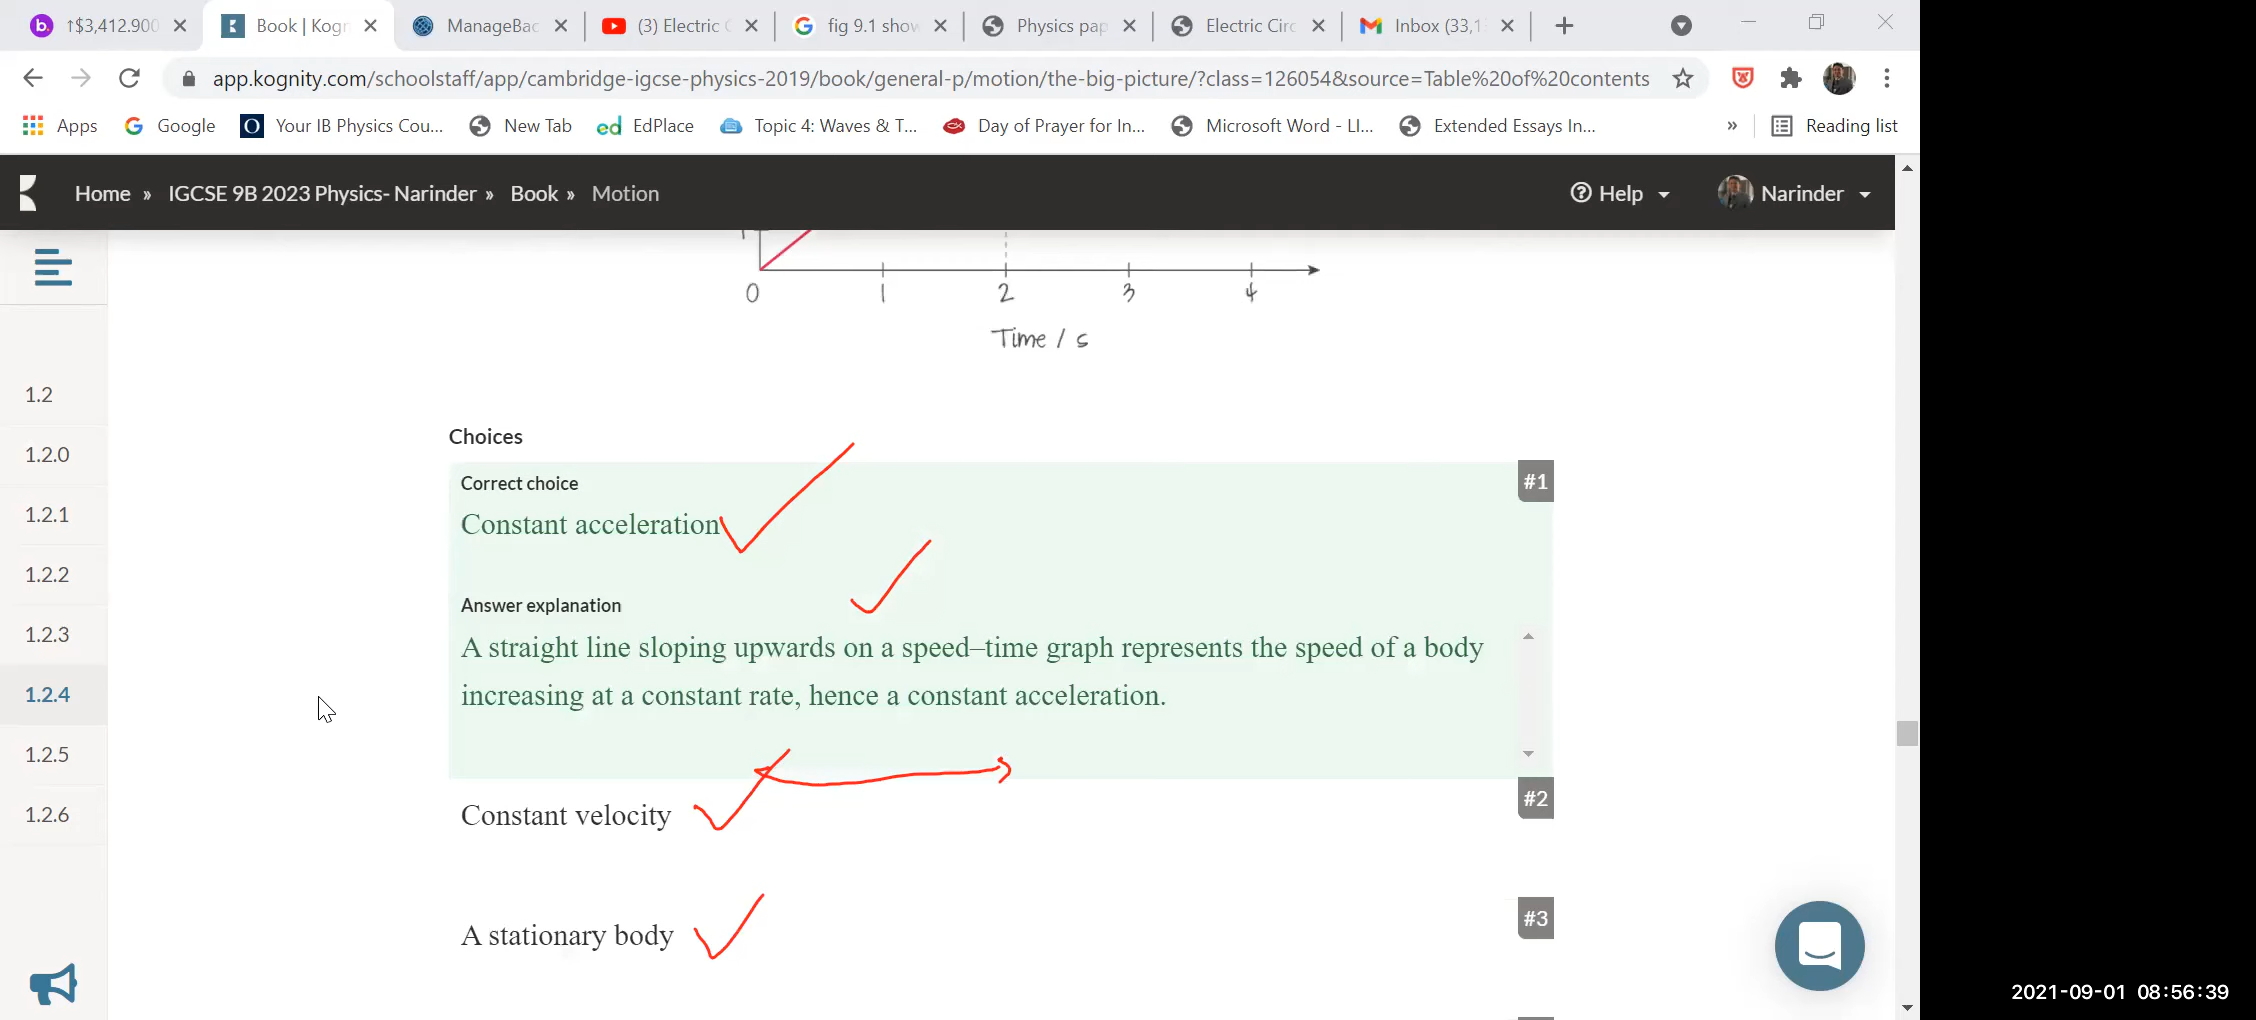 ↑$3,412.900
Book | Kogn
ManageBac
(3) Electric C
fig 9.1 show
Physics pap
Electric Circ
Inbox (33,1
app.kognity.com/schoolstaff/app/cambridge-igcse-physics-2019/book/general-p/motion/the-big-picture/?class=126054&source=Table%20of%20contents
Apps
Google
Your IB Physics Cou...
New Tab
ed EdPlace
Topic 4: Waves & T...
Day of Prayer for In...
Microsoft Word - LI...
Extended Essays In...
»
Reading list
Home » IGCSE 9B 2023 Physics- Narinder » Book » Motion
Help
Narinder
0 1 2 3 4
Time / s
1.2
1.2.0
1.2.1
1.2.2
1.2.3
1.2.4
1.2.5
1.2.6
Choices
Correct choice
#1
Constant acceleration
Answer explanation
A straight line sloping upwards on a speed–time graph represents the speed of a body
increasing at a constant rate, hence a constant acceleration.
#2
Constant velocity
#3
A stationary body
2021-09-01 08:56:39